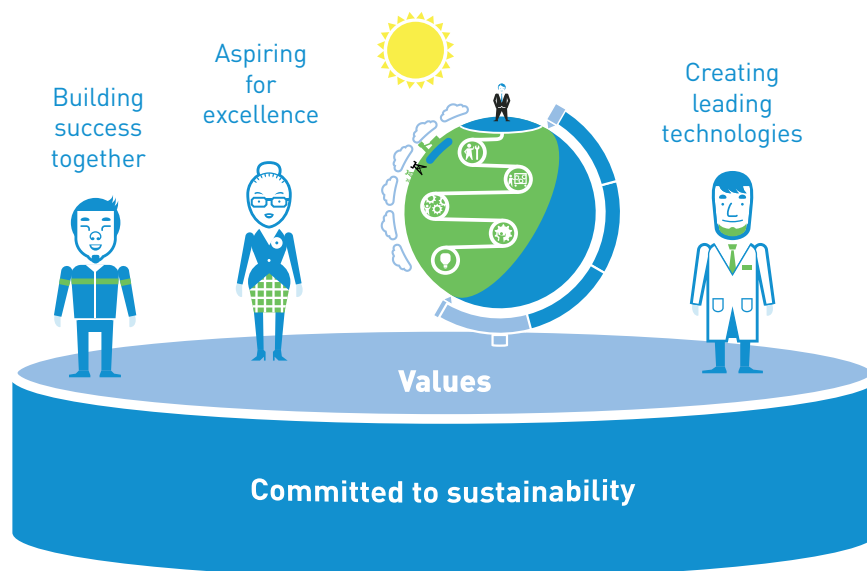 Building
success
together
Aspiring
for
excellence
Creating
leading
technologies
Values
Committed to sustainability